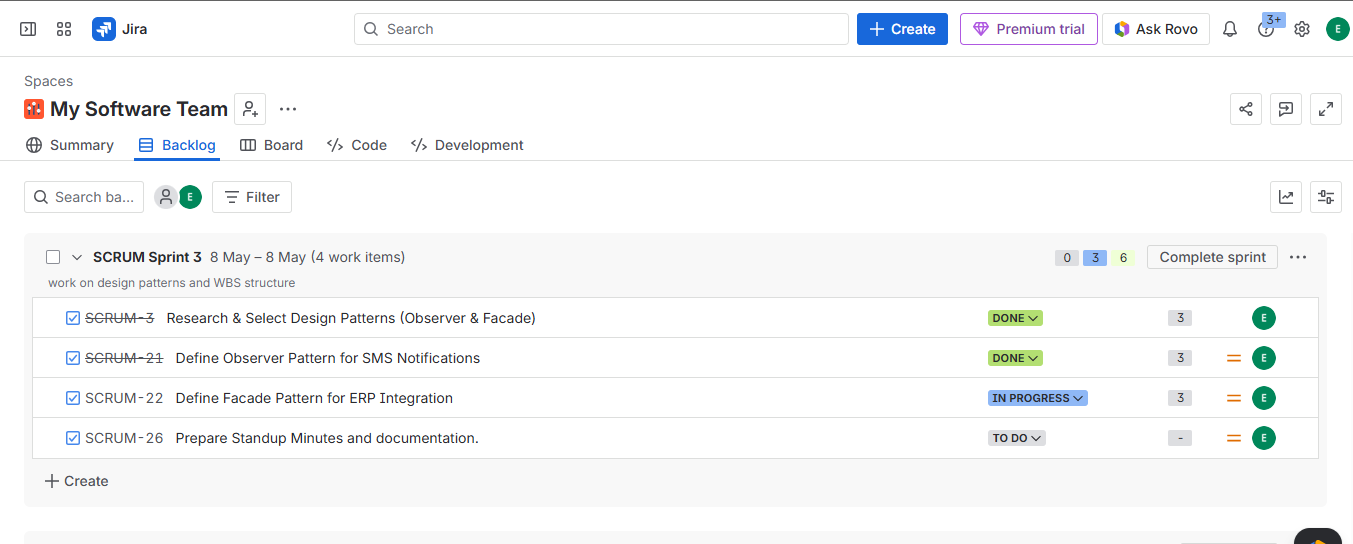 Jira
Search
+ Create
Premium trial
Ask Rovo
3+
E
Spaces
My Software Team
Summary
Backlog
Board
Code
Development
Search ba...
E
Filter
SCRUM Sprint 3 8 May – 8 May (4 work items)
0 3 6 Complete sprint
work on design patterns and WBS structure
SCRUM-3 Research & Select Design Patterns (Observer & Facade) DONE 3 E
SCRUM-21 Define Observer Pattern for SMS Notifications DONE 3 E
SCRUM-22 Define Facade Pattern for ERP Integration IN PROGRESS 3 E
SCRUM-26 Prepare Standup Minutes and documentation. TO DO - E
+ Create